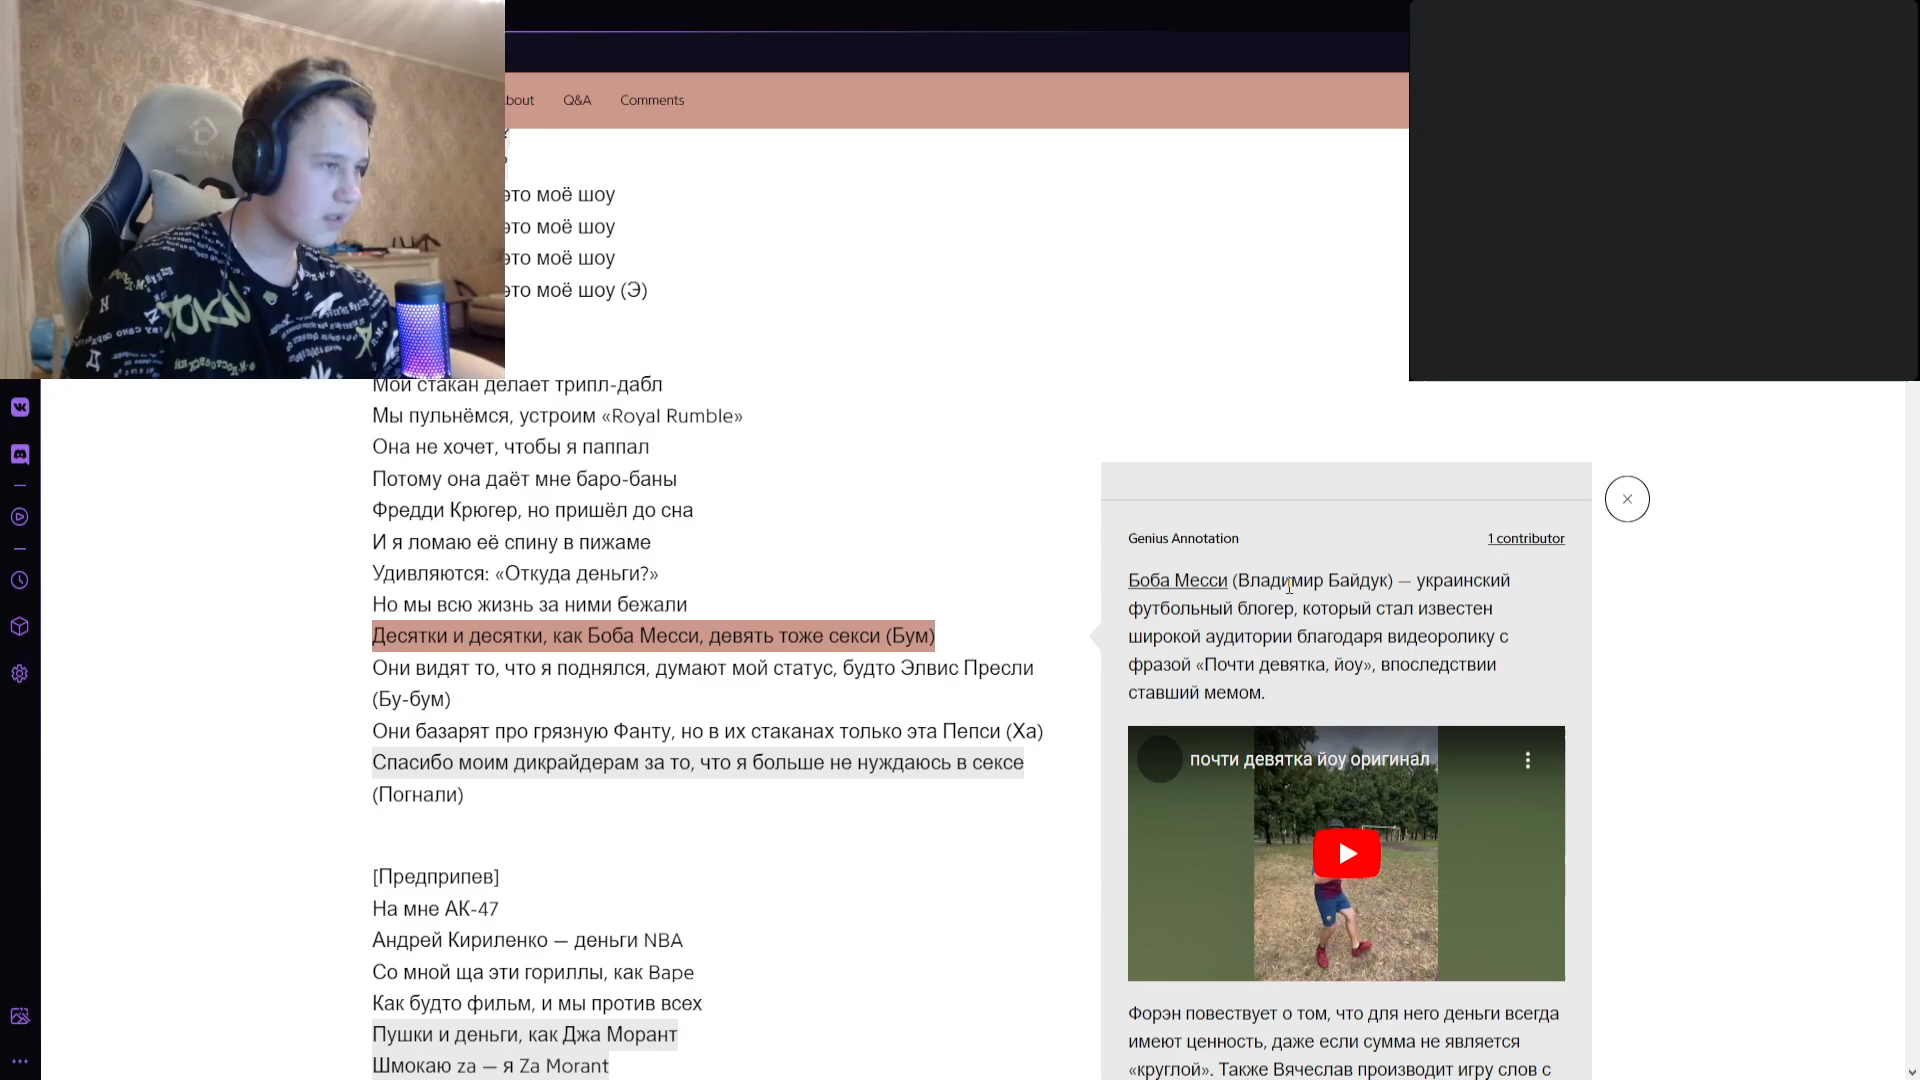 bout
Q&A
Comments
это моё шоу
это моё шоу
это моё шоу
это моё шоу (Э)
Мой стакан делает трипл-дабл
Мы пульнёмся, устроим «Royal Rumble»
Она не хочет, чтобы я паппал
Потому она даёт мне баро-баны
Фредди Крюгер, но пришёл до сна
И я ломаю её спину в пижаме
Удивляются: «Откуда деньги?»
Но мы всю жизнь за ними бежали
Десятки и десятки, как Боба Месси, девять тоже секси (Бум)
Они видят то, что я поднялся, думают мой статус, будто Элвис Пресли
(Бу-бум)
Они базарят про грязную Фанту, но в их стаканах только эта Пепси (Ха)
Спасибо моим дикрайдерам за то, что я больше не нуждаюсь в сексе
(Погнали)
[Предприпев]
На мне АК-47
Андрей Кириленко — деньги NBA
Со мной ща эти гориллы, как Bape
Как будто фильм, и мы против всех
Пушки и деньги, как Джа Морант
Шмокаю za — я Za Morant
Genius Annotation
1 contributor
Боба Месси (Владимир Байдук) — украинский
футбольный блогер, который стал известен
широкой аудитории благодаря видеоролику с
фразой «Почти девятка, йоу», впоследствии
ставший мемом.
почти девятка йоу оригинал
Форэн повествует о том, что для него деньги всегда
имеют ценность, даже если сумма не является
«круглой». Также Вячеслав производит игру слов с